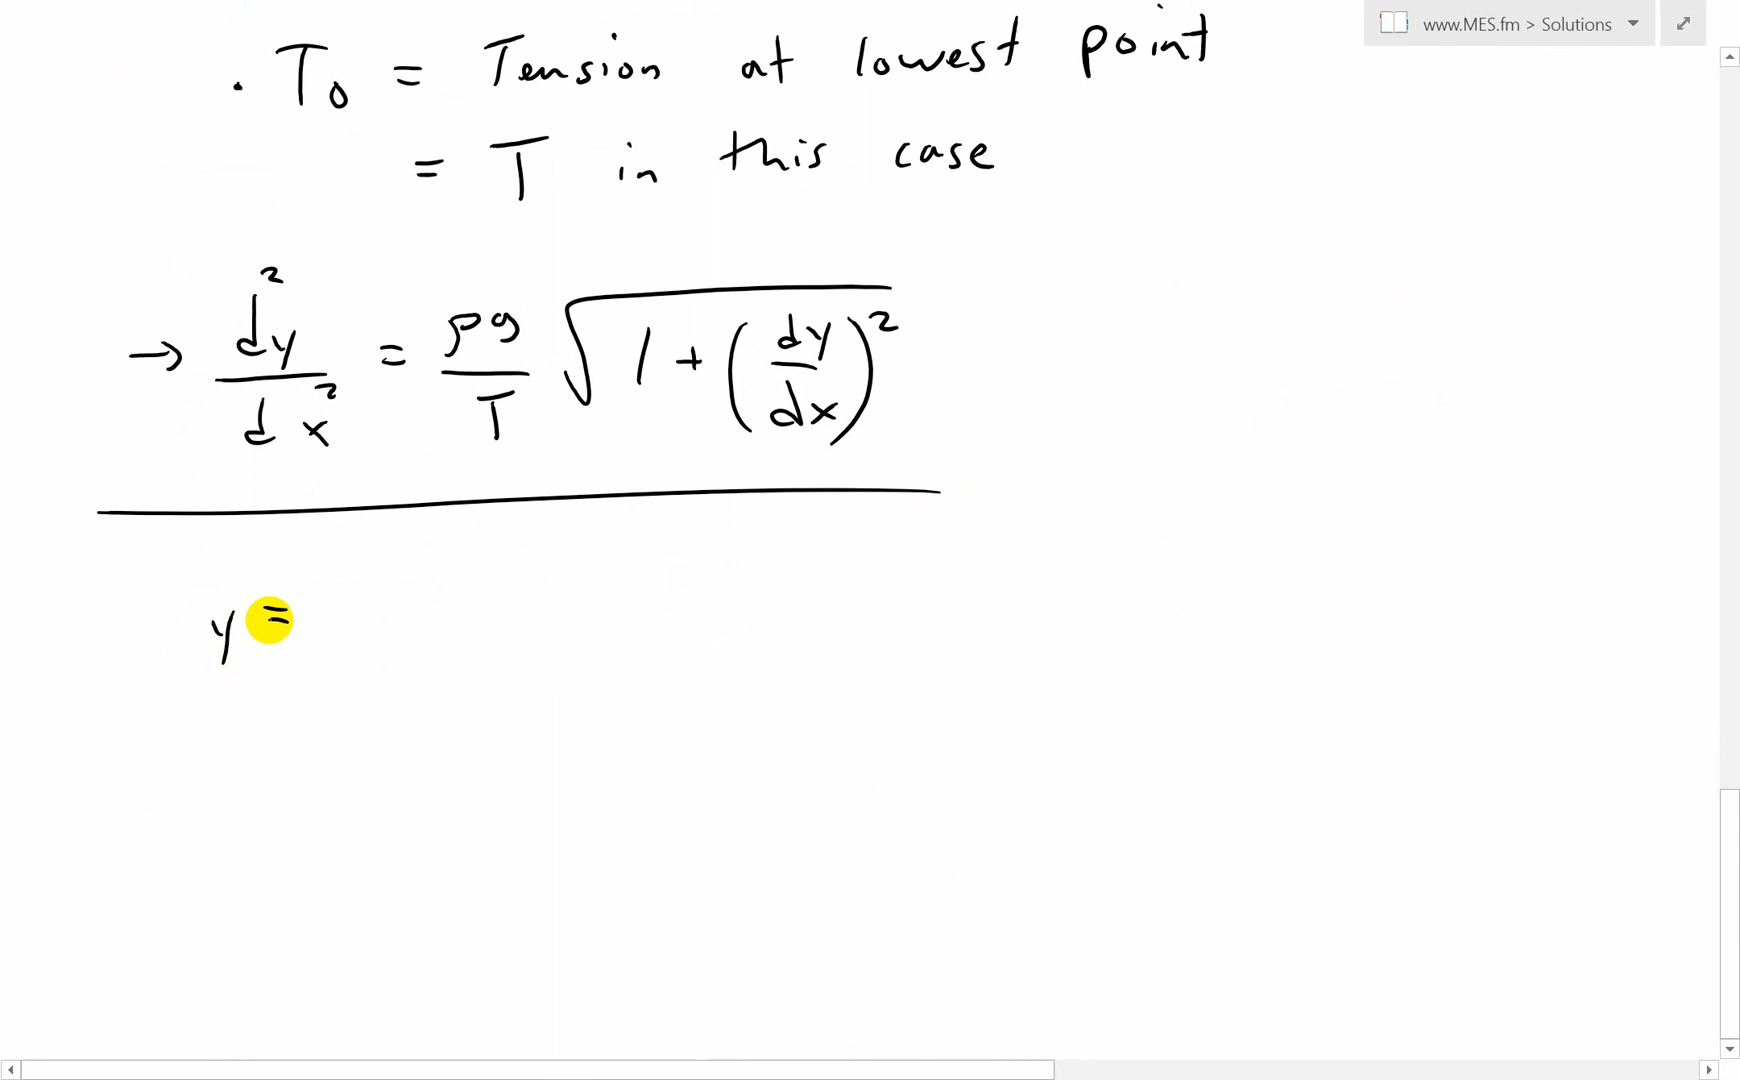 www.MES.fm > Solutions
. T₀ = Tension at lowest point
= T in this case
→ d²y/dx² = ρg/T √(1 + (dy/dx)²)
y =